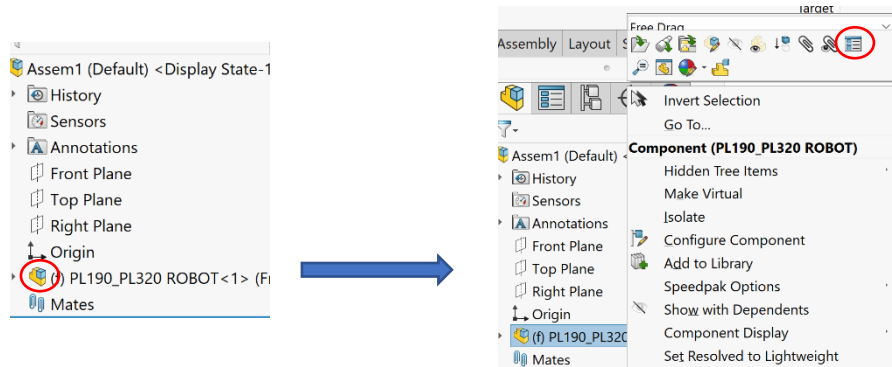 Assem1 (Default) <Display State-1
History
Sensors
Annotations
Front Plane
Top Plane
Right Plane
Origin
(f) PL190_PL320 ROBOT<1> (Fr
Mates
Target
Free Drag
Assembly Layout S
Invert Selection
Go To...
Component (PL190_PL320 ROBOT)
Hidden Tree Items
Make Virtual
Isolate
Configure Component
Add to Library
Speedpak Options
Show with Dependents
Component Display
Set Resolved to Lightweight
Assem1 (Default) <
History
Sensors
Annotations
Front Plane
Top Plane
Right Plane
Origin
(f) PL190_PL320
Mates